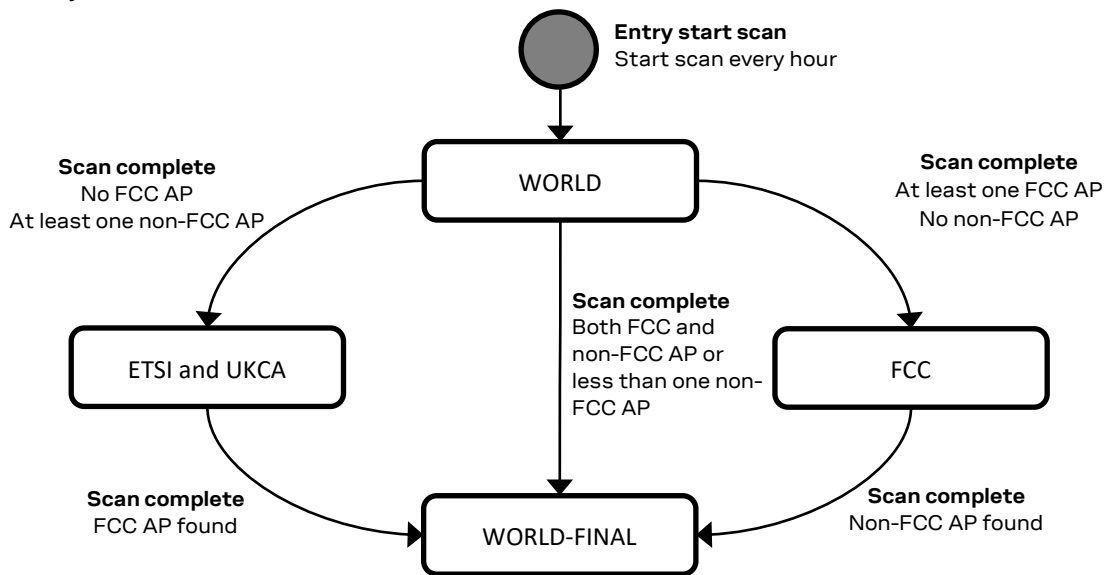 Entry start scan
Start scan every hour
WORLD
Scan complete
No FCC AP
At least one non-FCC AP
Scan complete
At least one FCC AP
No non-FCC AP
Scan complete
Both FCC and
non-FCC AP or
less than one non-
FCC AP
ETSI and UKCA
FCC
Scan complete
FCC AP found
WORLD-FINAL
Scan complete
Non-FCC AP found